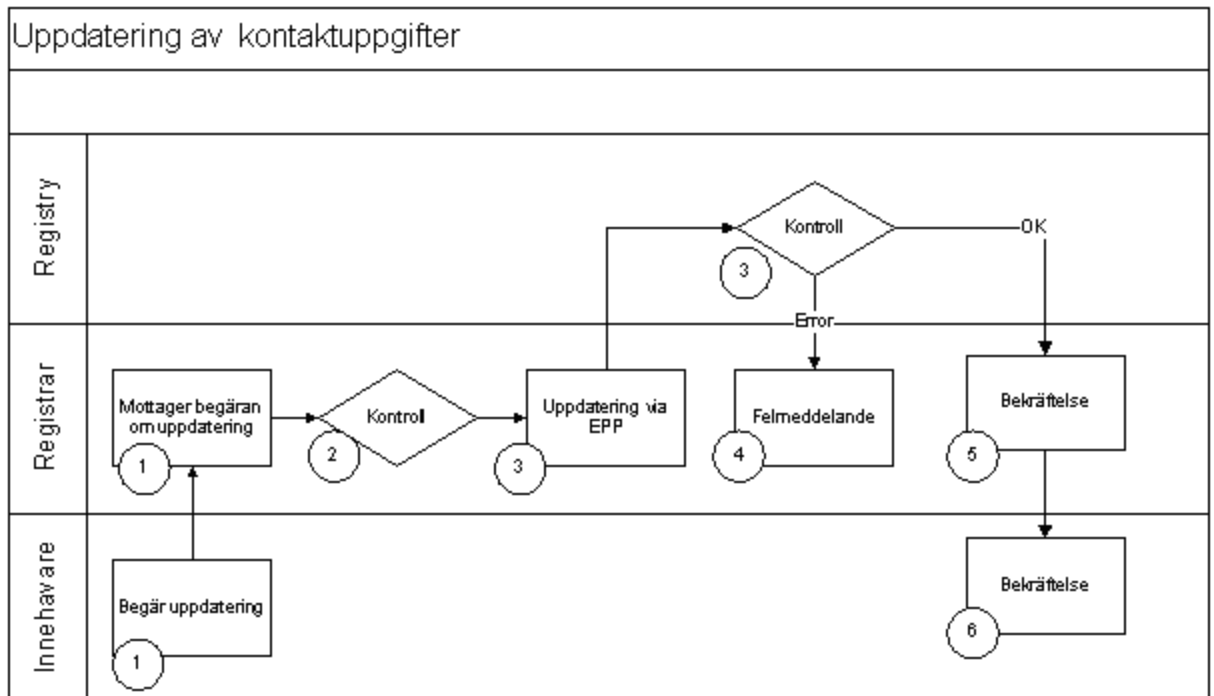 Uppdatering av kontaktuppgifter
Registry
Kontroll
3
OK
Error
Registrar
Mottager begäran
om uppdatering
1
Kontroll
2
Uppdatering via
EPP
3
Felmeddelande
4
Bekräftelse
5
Innehavare
Begär uppdatering
1
Bekräftelse
6